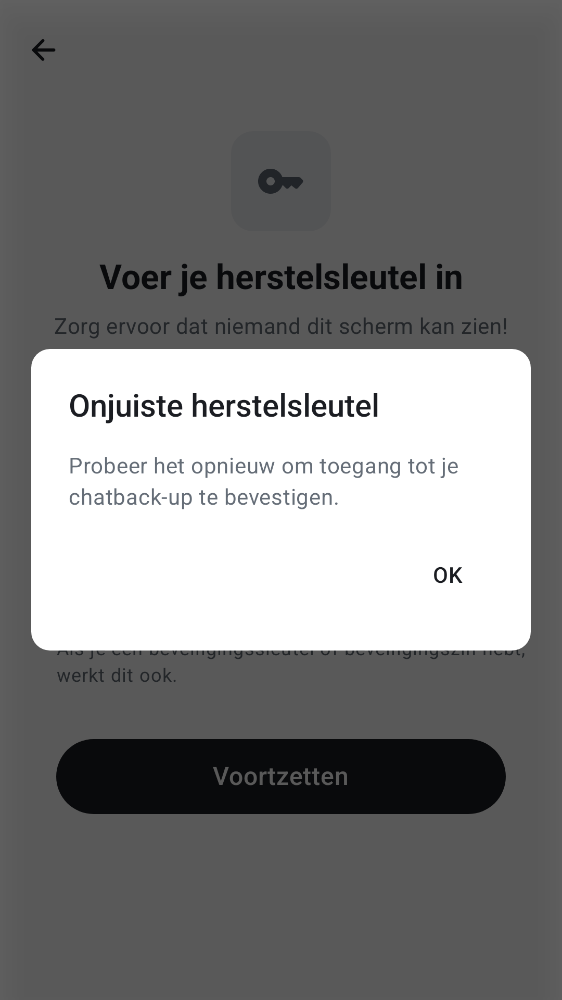 Voer je herstelsleutel in
Zorg ervoor dat niemand dit scherm kan zien!
Onjuiste herstelsleutel
Probeer het opnieuw om toegang tot je
chatback-up te bevestigen.
OK
Als je een beveiligingssleutel of beveiligingszin hebt,
werkt dit ook.
Voortzetten